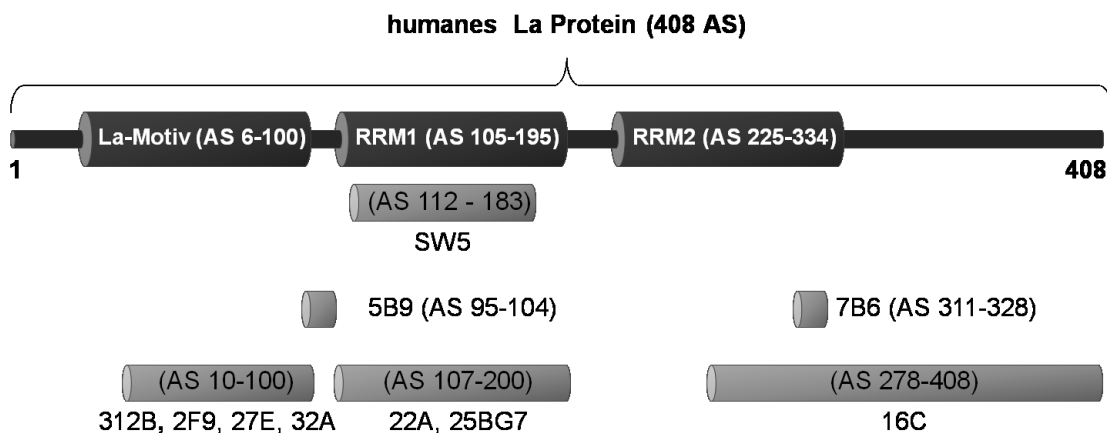 humanes La Protein (408 AS)
La-Motiv (AS 6-100) RRM1 (AS 105-195) RRM2 (AS 225-334)
1 408
(AS 112 - 183)
SW5
5B9 (AS 95-104) 7B6 (AS 311-328)
(AS 10-100) (AS 107-200) (AS 278-408)
312B, 2F9, 27E, 32A 22A, 25BG7 16C